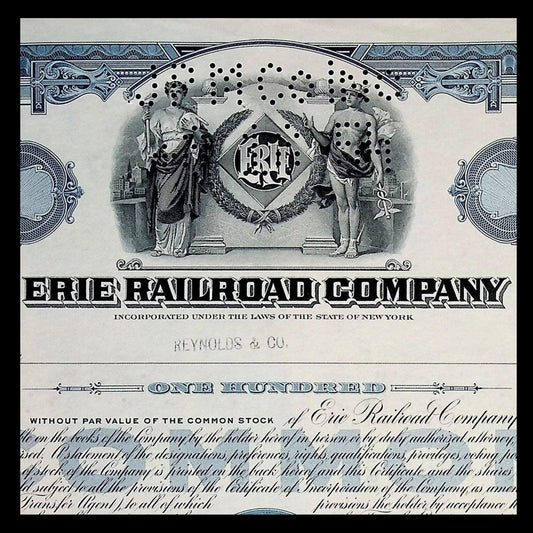 ERIE
ERIE RAILROAD COMPANY
INCORPORATED UNDER THE LAWS OF THE STATE OF NEW YORK
REYNOLDS & CO.
ONE HUNDRED
WITHOUT PAR VALUE OF THE COMMON STOCK of Erie Railroad Company
on the books of the Company by the holder hereof in person or by duly authorized attorney,
A statement of the designations, preferences, rights, qualifications, privileges, voting
of stock of the Company is printed on the back hereof and this Certificate and the shares
subject to all the provisions of the Certificate of Incorporation of the Company, as
Transfer Agent), to all of which provisions the holder, by acceptance